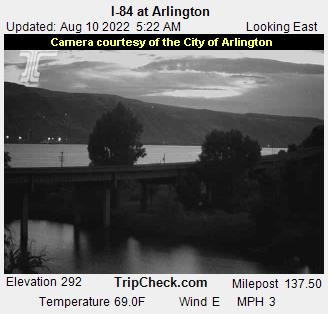 I-84 at Arlington
Updated: Aug 10 2022 5:22 AM Looking East
Camera courtesy of the City of Arlington
Elevation 292 TripCheck.com Milepost 137.50
Temperature 69.0F Wind E MPH 3